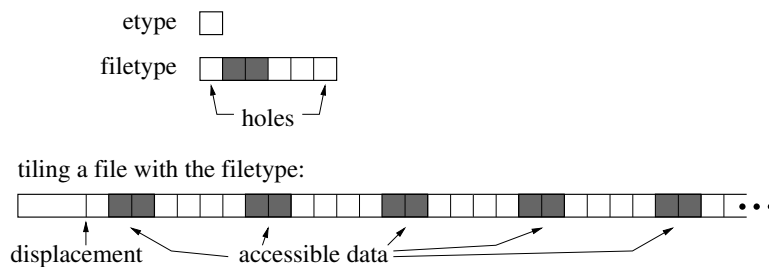 etype
filetype
holes
tiling a file with the filetype:
displacement accessible data